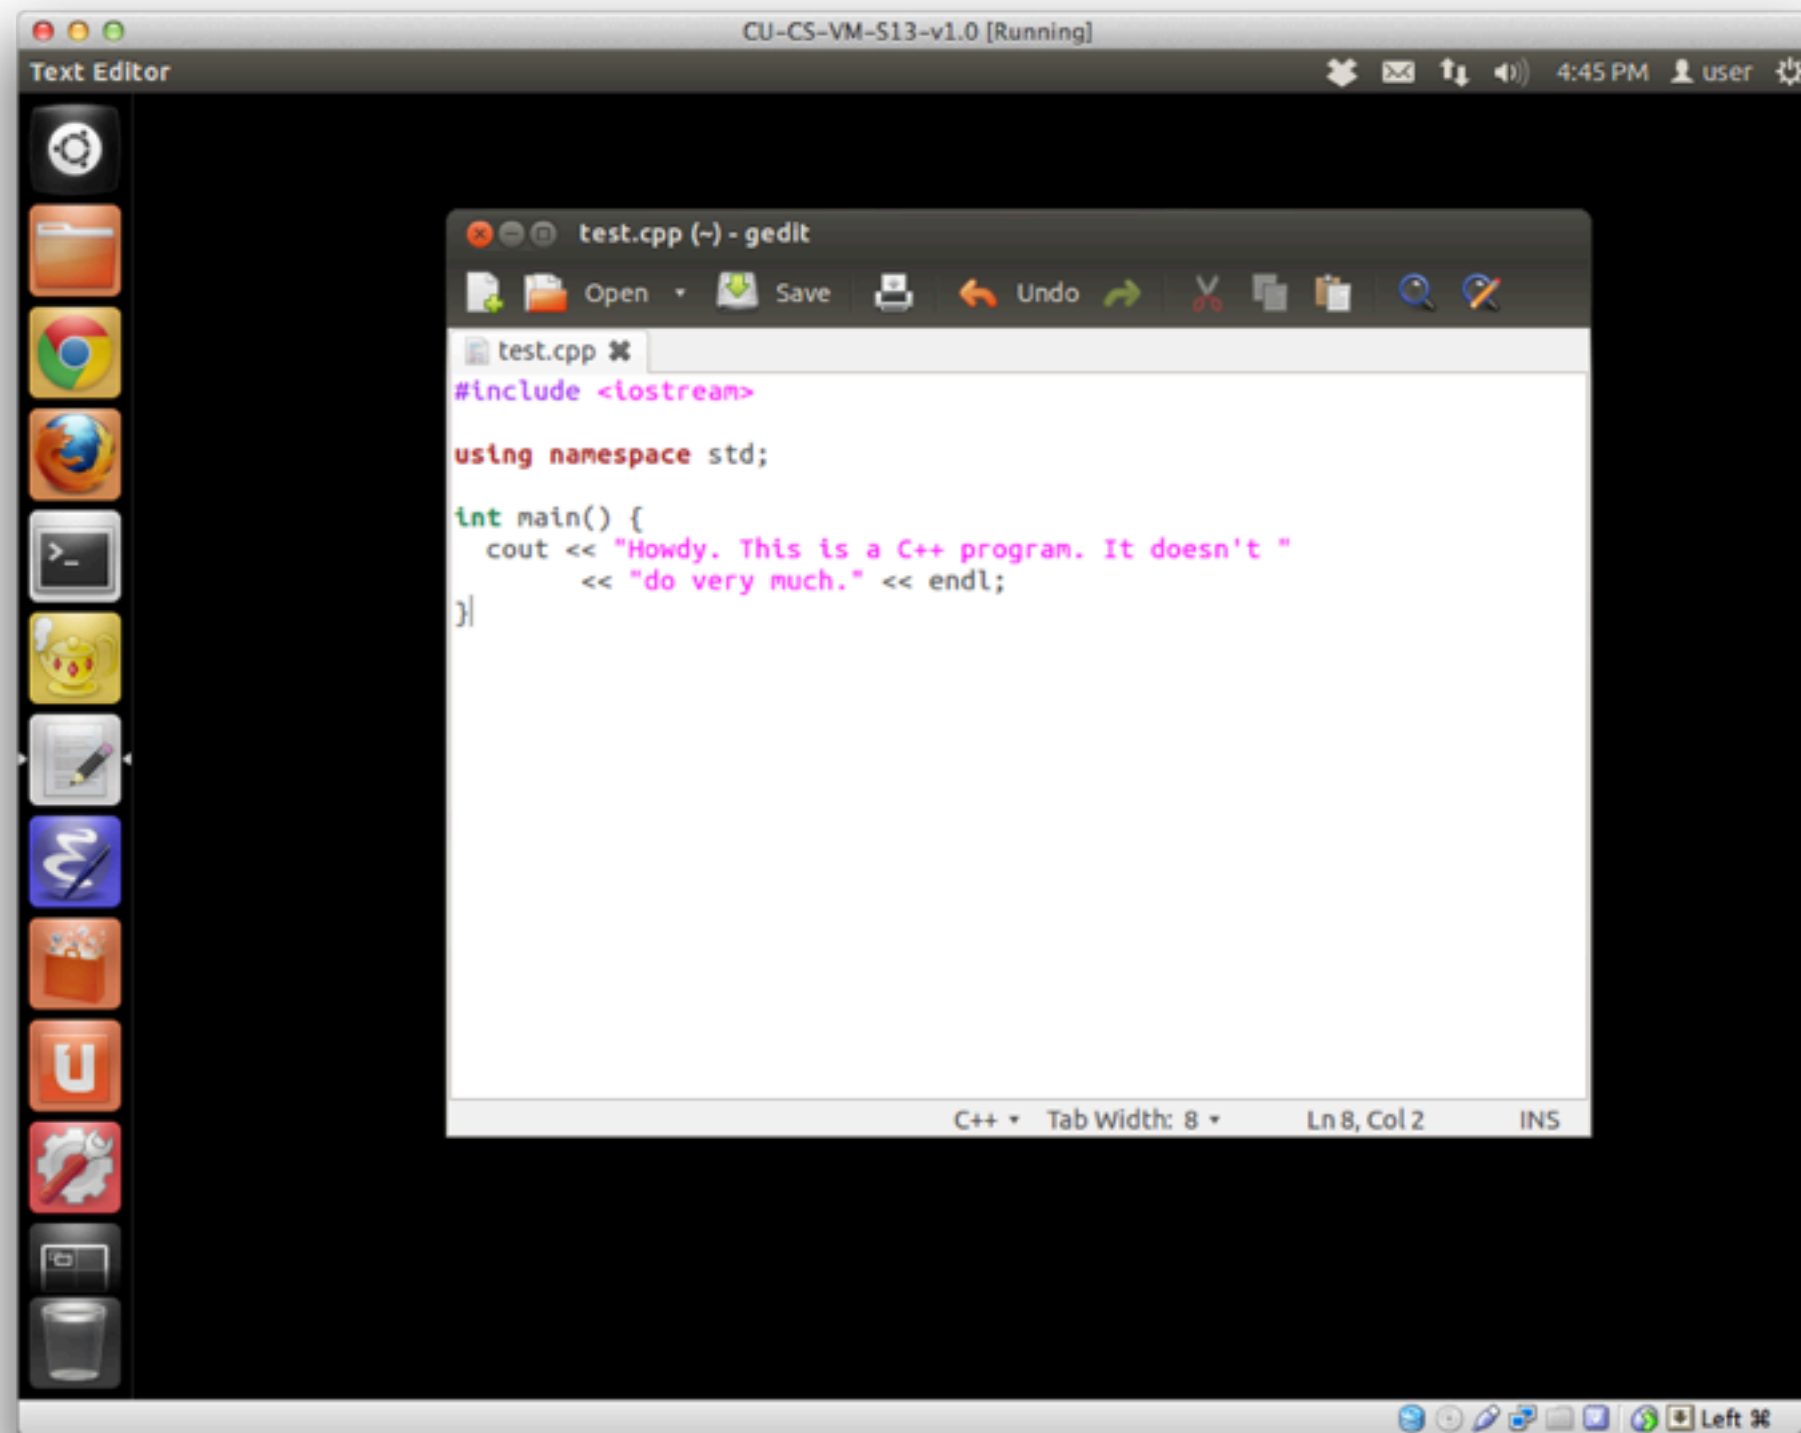 CU-CS-VM-S13-v1.0 [Running]
Text Editor 4:45 PM user
test.cpp (~) - gedit
Open Save Undo
test.cpp
#include <iostream>
using namespace std;
int main() {
  cout << "Howdy. This is a C++ program. It doesn't "
        << "do very much." << endl;
}
C++ Tab Width: 8 Ln 8, Col 2 INS
Left ⌘